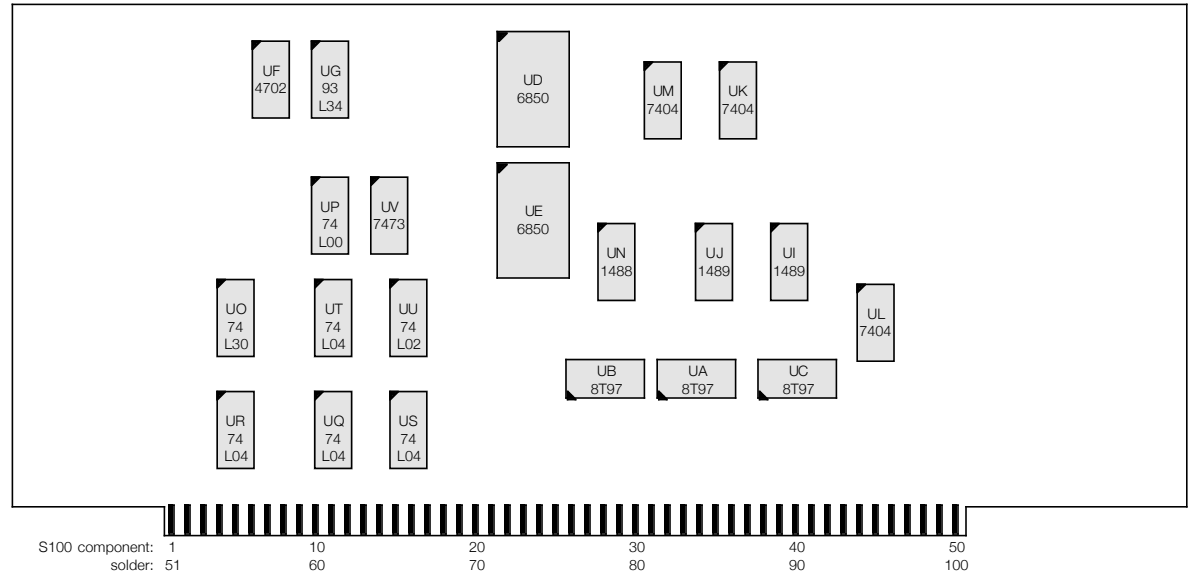 UF
4702
UG
93
L34
UD
6850
UM
7404
UK
7404
UP
74
L00
UV
7473
UE
6850
UN
1488
UJ
1489
UI
1489
UO
74
L30
UT
74
L04
UU
74
L02
UL
7404
UB
8T97
UA
8T97
UC
8T97
UR
74
L04
UQ
74
L04
US
74
L04
S100 component: 1 10 20 30 40 50
solder: 51 60 70 80 90 100